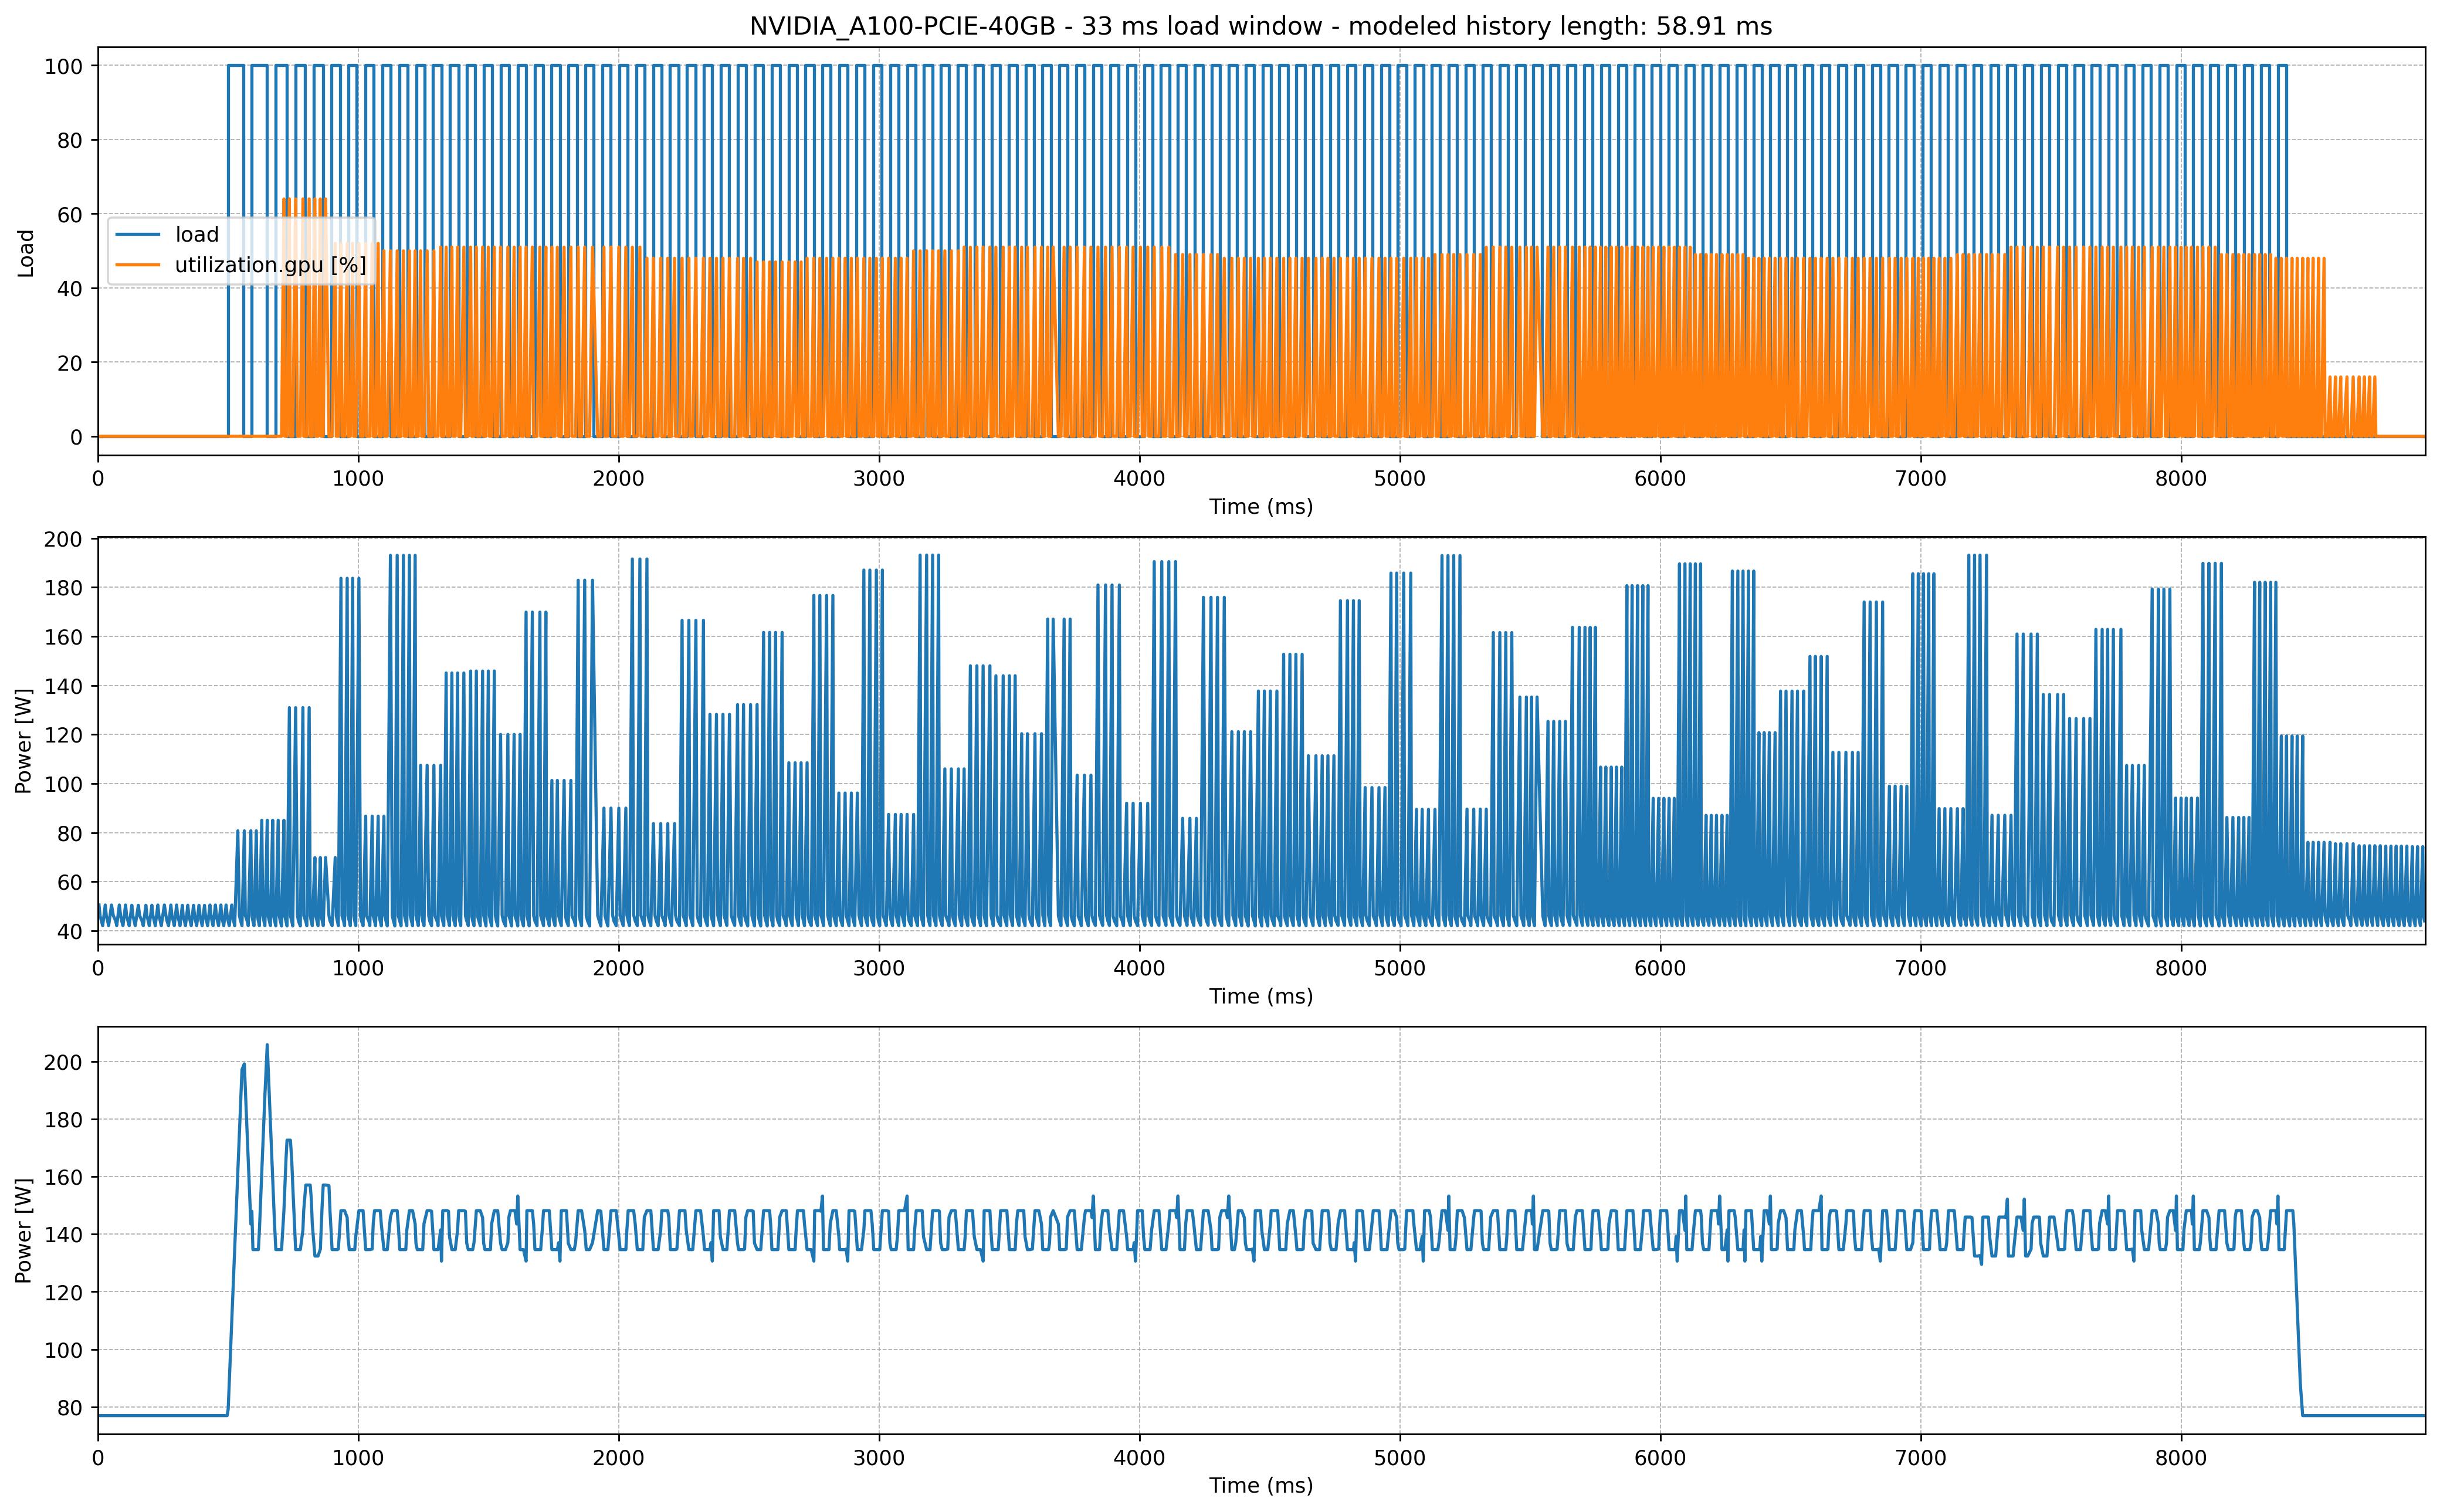 NVIDIA_A100-PCIE-40GB - 33 ms load window - modeled history length: 58.91 ms
100
80
60
40
20
0
Load
load
utilization.gpu [%]
0 1000 2000 3000 4000 5000 6000 7000 8000
Time (ms)
200
180
160
140
120
100
80
60
40
Power [W]
0 1000 2000 3000 4000 5000 6000 7000 8000
Time (ms)
200
180
160
140
120
100
80
Power [W]
0 1000 2000 3000 4000 5000 6000 7000 8000
Time (ms)